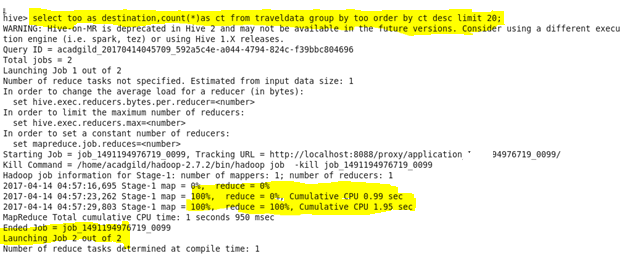 hive> select too as destination,count(*)as ct from traveldata group by too order by ct desc limit 20;
WARNING: Hive-on-MR is deprecated in Hive 2 and may not be available in the future versions. Consider using a different execu
tion engine (i.e. spark, tez) or using Hive 1.X releases.
Query ID = acadgild_20170414045709_592a5c4e-a044-4794-824c-f39bbc804696
Total jobs = 2
Launching Job 1 out of 2
Number of reduce tasks not specified. Estimated from input data size: 1
In order to change the average load for a reducer (in bytes):
set hive.exec.reducers.bytes.per.reducer=<number>
In order to limit the maximum number of reducers:
set hive.exec.reducers.max=<number>
In order to set a constant number of reducers:
set mapreduce.job.reduces=<number>
Starting Job = job_1491194976719_0099, Tracking URL = http://localhost:8088/proxy/application 94976719_0099/
Kill Command = /home/acadgild/hadoop-2.7.2/bin/hadoop job -kill job_1491194976719_0099
Hadoop job information for Stage-1: number of mappers: 1; number of reducers: 1
2017-04-14 04:57:16,695 Stage-1 map = 0%, reduce = 0%
2017-04-14 04:57:23,262 Stage-1 map = 100%, reduce = 0%, Cumulative CPU 0.99 sec
2017-04-14 04:57:29,803 Stage-1 map = 100%, reduce = 100%, Cumulative CPU 1.95 sec
MapReduce Total cumulative CPU time: 1 seconds 950 msec
Ended Job = job_1491194976719_0099
Launching Job 2 out of 2
Number of reduce tasks determined at compile time: 1